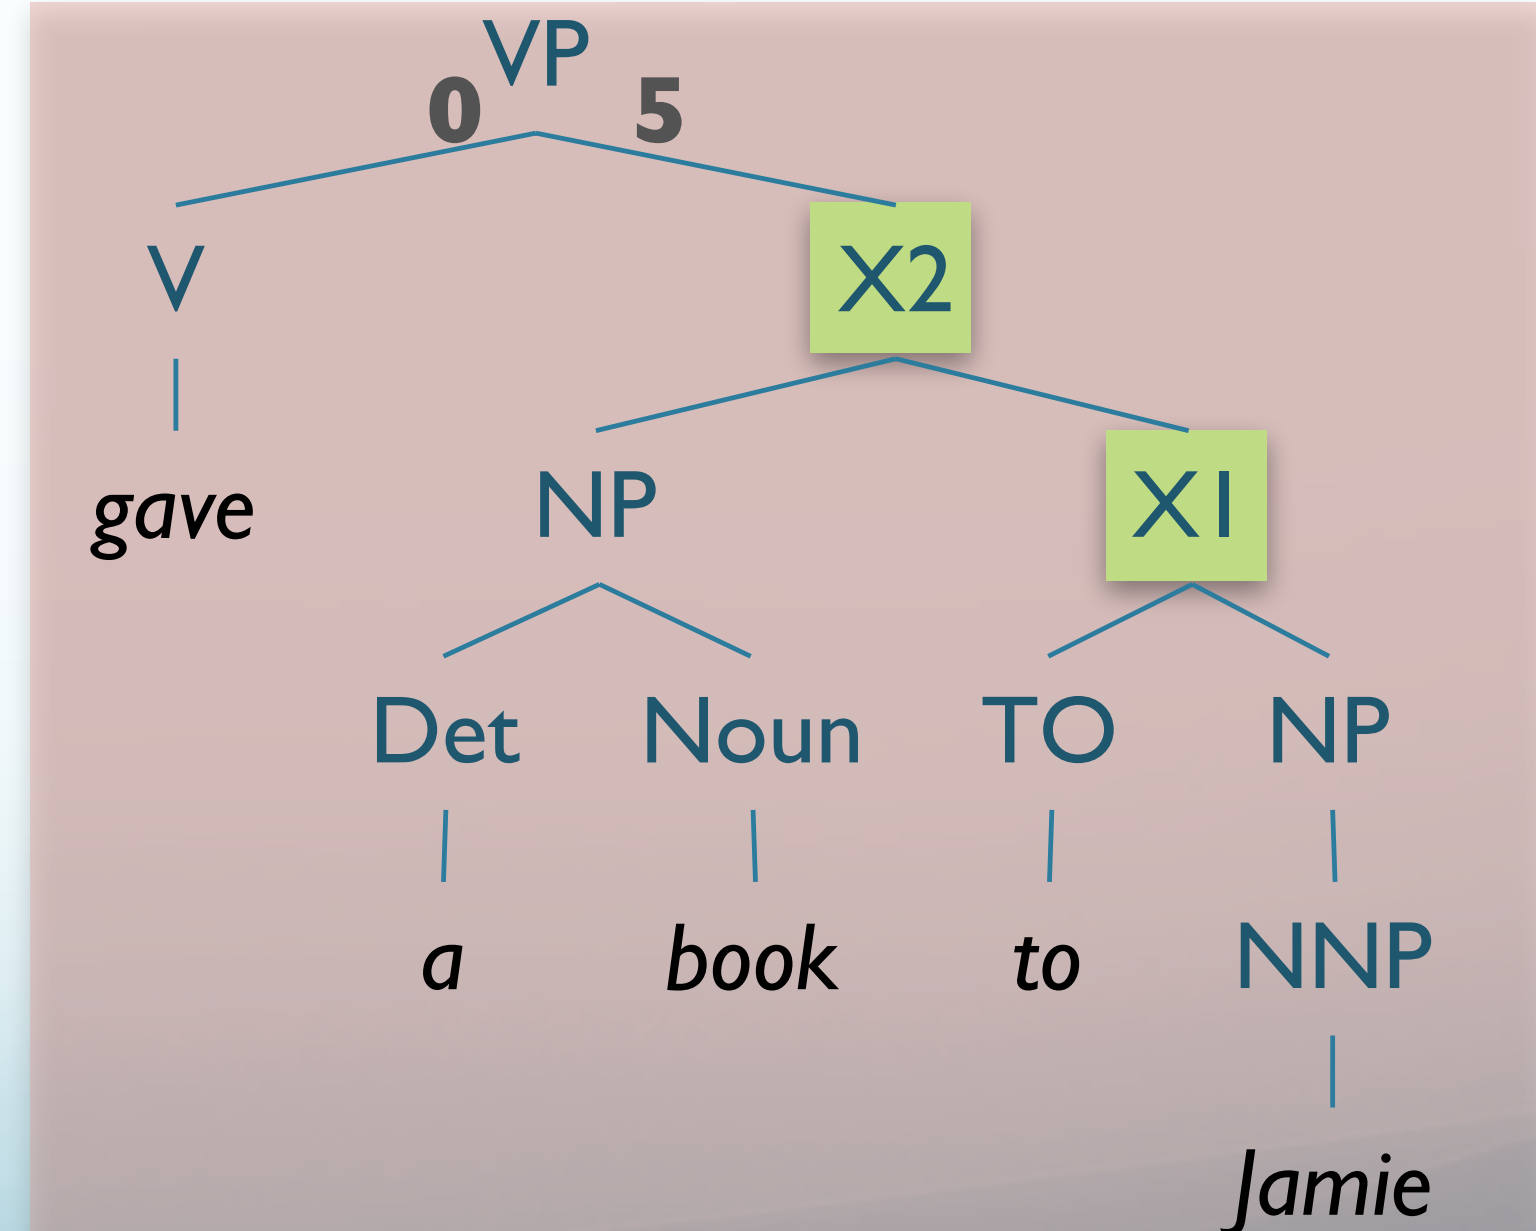 VP
0 5
V X2
gave NP X1
Det Noun TO NP
a book to NNP
Jamie